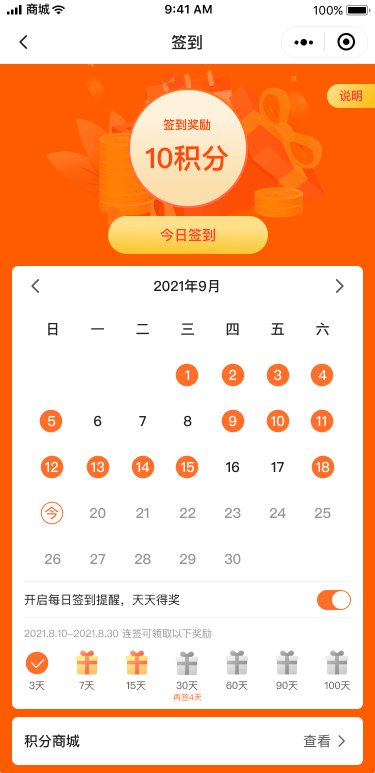 商城 9:41 AM 100%
签到
说明
签到奖励
10积分
今日签到
2021年9月
日 一 二 三 四 五 六
1 2 3 4
5 6 7 8 9 10 11
12 13 14 15 16 17 18
今 20 21 22 23 24 25
26 27 28 29 30
开启每日签到提醒，天天得奖
2021.8.10-2021.8.30 连签可领取以下奖励
3天 7天 15天 30天 60天 90天 100天
再签4天
积分商城 查看